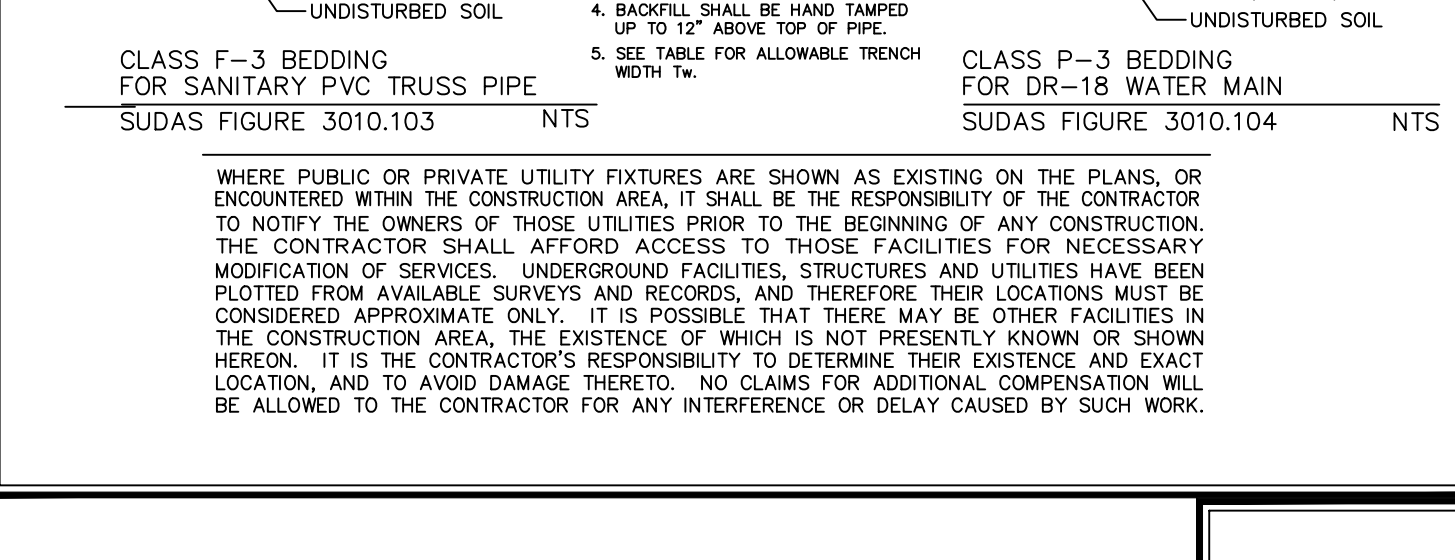 UNDISTURBED SOIL
CLASS F-3 BEDDING
FOR SANITARY PVC TRUSS PIPE
SUDAS FIGURE 3010.103 NTS
4. BACKFILL SHALL BE HAND TAMPED
UP TO 12" ABOVE TOP OF PIPE.
5. SEE TABLE FOR ALLOWABLE TRENCH
WIDTH Tw.
UNDISTURBED SOIL
CLASS P-3 BEDDING
FOR DR-18 WATER MAIN
SUDAS FIGURE 3010.104 NTS
WHERE PUBLIC OR PRIVATE UTILITY FIXTURES ARE SHOWN AS EXISTING ON THE PLANS, OR
ENCOUNTERED WITHIN THE CONSTRUCTION AREA, IT SHALL BE THE RESPONSIBILITY OF THE CONTRACTOR
TO NOTIFY THE OWNERS OF THOSE UTILITIES PRIOR TO THE BEGINNING OF ANY CONSTRUCTION.
THE CONTRACTOR SHALL AFFORD ACCESS TO THOSE FACILITIES FOR NECESSARY
MODIFICATION OF SERVICES. UNDERGROUND FACILITIES, STRUCTURES AND UTILITIES HAVE BEEN
PLOTTED FROM AVAILABLE SURVEYS AND RECORDS, AND THEREFORE THEIR LOCATIONS MUST BE
CONSIDERED APPROXIMATE ONLY. IT IS POSSIBLE THAT THERE MAY BE OTHER FACILITIES IN
THE CONSTRUCTION AREA, THE EXISTENCE OF WHICH IS NOT PRESENTLY KNOWN OR SHOWN
HEREON. IT IS THE CONTRACTOR'S RESPONSIBILITY TO DETERMINE THEIR EXISTENCE AND EXACT
LOCATION, AND TO AVOID DAMAGE THERETO. NO CLAIMS FOR ADDITIONAL COMPENSATION WILL
BE ALLOWED TO THE CONTRACTOR FOR ANY INTERFERENCE OR DELAY CAUSED BY SUCH WORK.